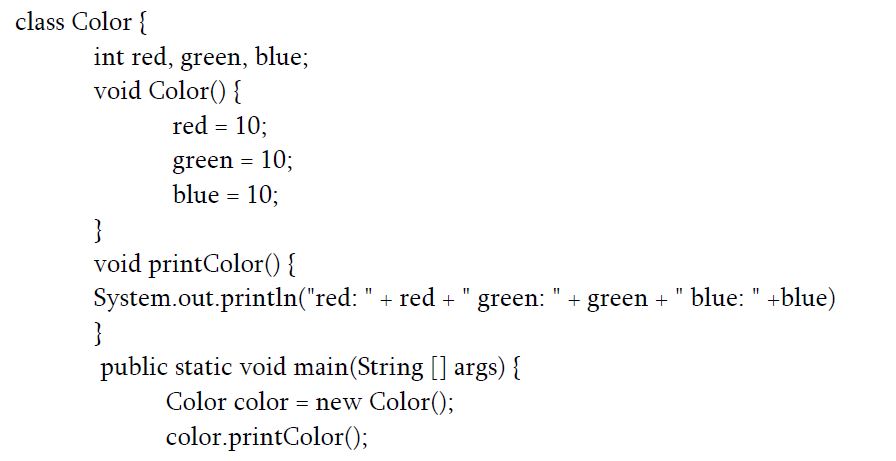 class Color {
int red, green, blue;
void Color() {
red = 10;
green = 10;
blue = 10;
}
void printColor() {
System.out.println("red: " + red + " green: " + green + " blue: " +blue)
}
public static void main(String [] args) {
Color color = new Color();
color.printColor();